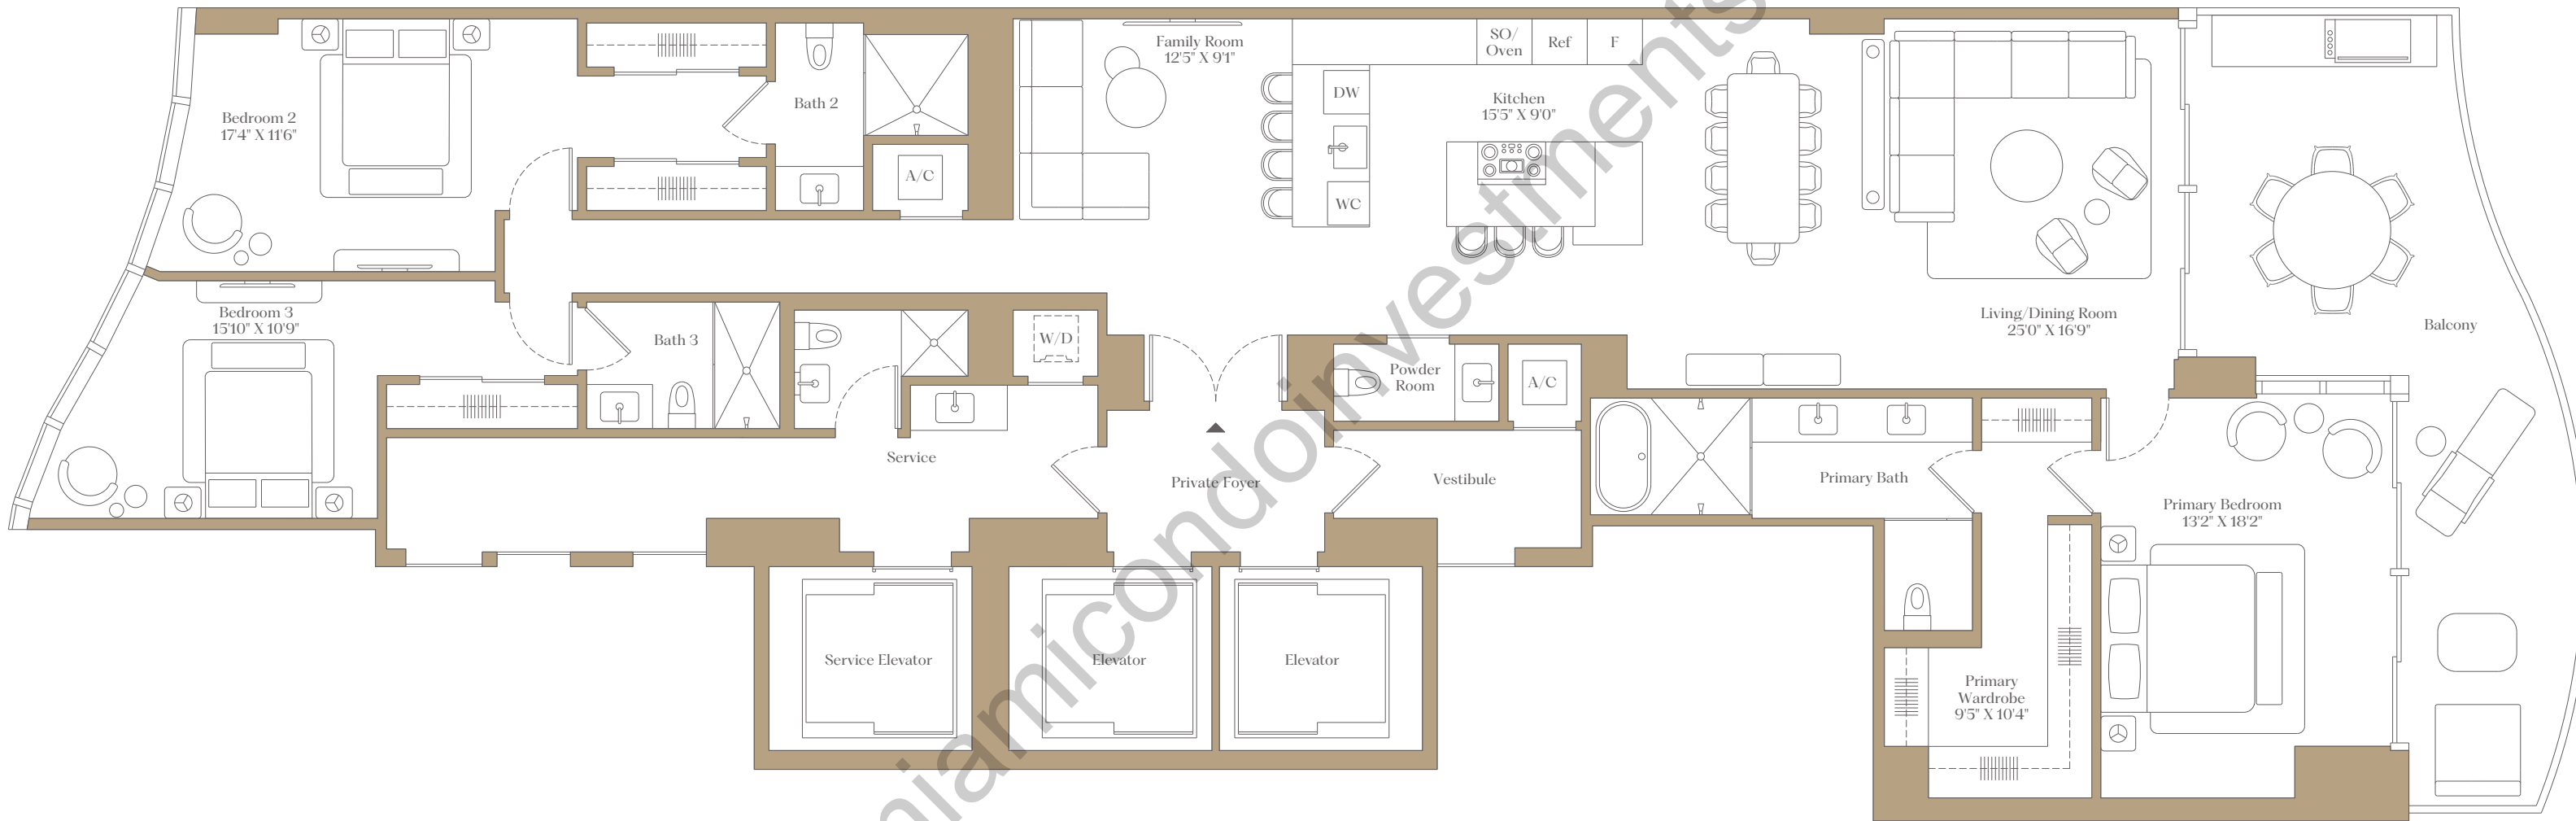 Family Room
12'5" X 9'1"
SO/
Oven
Ref
F
DW
Bath 2
Kitchen
15'5" X 9'0"
Bedroom 2
17'4" X 11'6"
A/C
WC
Bedroom 3
15'10" X 10'9"
Living/Dining Room
25'0" X 16'9"
Balcony
Bath 3
W/D
Powder
Room
A/C
Service
Private Foyer
Vestibule
Primary Bath
Primary Bedroom
13'2" X 18'2"
Service Elevator
Elevator
Elevator
Primary
Wardrobe
9'5" X 10'4"
miamicondoinvestments